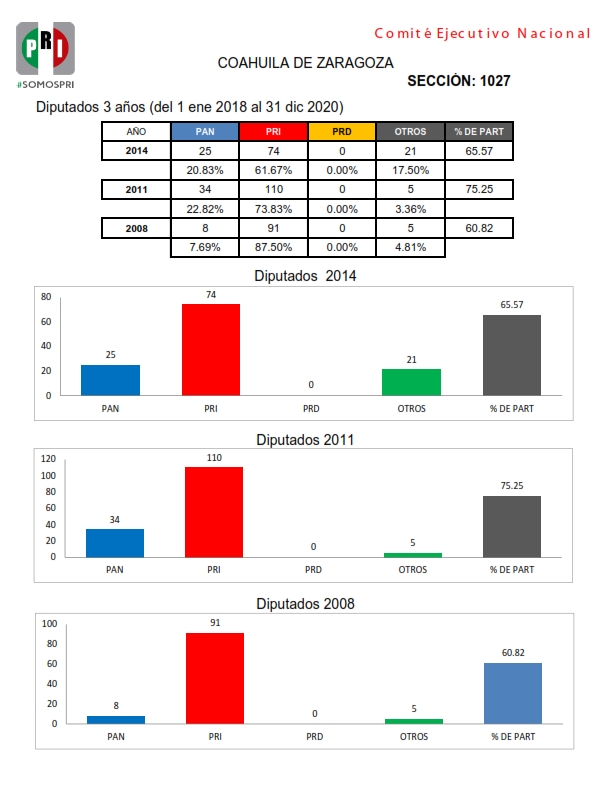 Comité Ejecutivo Nacional
PRI
#SOMOSPRI
COAHUILA DE ZARAGOZA
SECCIÓN: 1027
Diputados 3 años (del 1 ene 2018 al 31 dic 2020)
AÑO PAN PRI PRD OTROS % DE PART
2014 25 74 0 21 65.57
20.83% 61.67% 0.00% 17.50%
2011 34 110 0 5 75.25
22.82% 73.83% 0.00% 3.36%
2008 8 91 0 5 60.82
7.69% 87.50% 0.00% 4.81%
Diputados 2014
80
60
40
20
0
25 74 0 21 65.57
PAN PRI PRD OTROS % DE PART
Diputados 2011
120
100
80
60
40
20
0
34 110 0 5 75.25
PAN PRI PRD OTROS % DE PART
Diputados 2008
100
80
60
40
20
0
8 91 0 5 60.82
PAN PRI PRD OTROS % DE PART